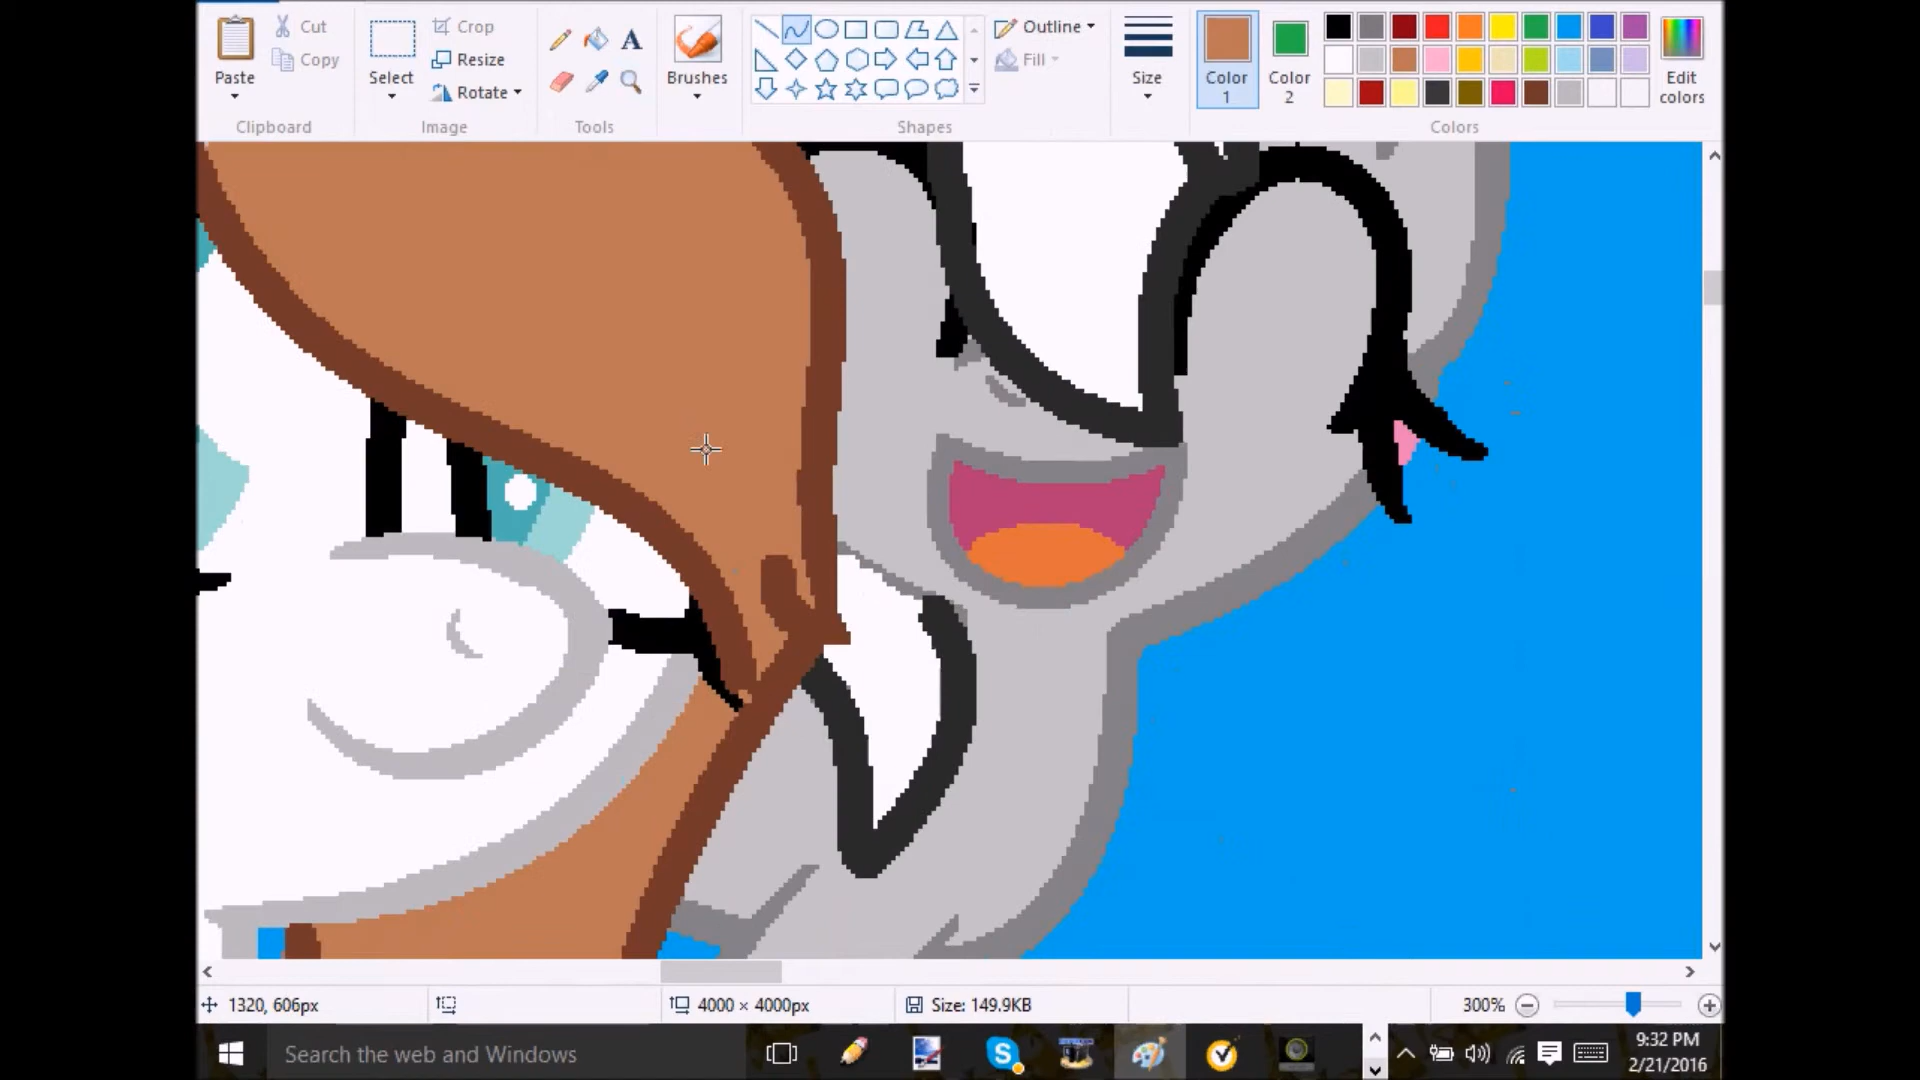 Paste
Cut
Copy
Clipboard
Select
Crop
Resize
Rotate
Image
A
Tools
Brushes
Shapes
Outline
Fill
Size
Color 1
Color 2
Edit colors
Colors
1320, 606px
4000 × 4000px
Size: 149.9KB
300%
Search the web and Windows
9:32 PM
2/21/2016